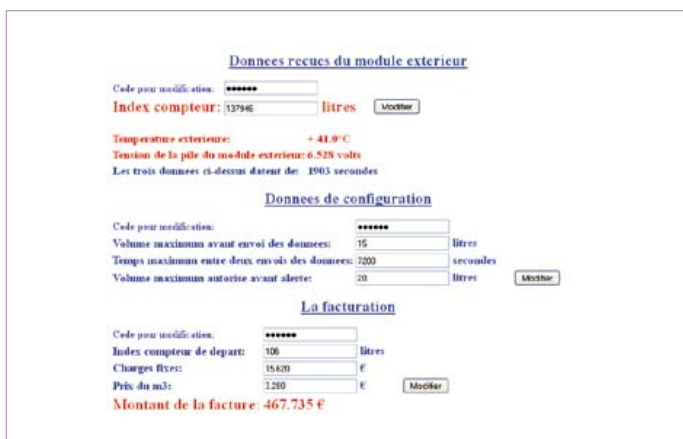 Donnees recues du module exterieur
Code pour modification: ●●●●●●
Index compteur: 137946 litres Modifier
Temperature exterieure: + 41.0°C
Tension de la pile du module exterieur: 6.528 volts
Les trois donnees ci-dessus datent de: 1903 secondes
Donnees de configuration
Code pour modification: ●●●●●●
Volume maximum avant envoi des donnees: 15 litres
Temps maximum entre deux envois des donnees: 7200 secondes
Volume maximum autorise avant alerte: 20 litres Modifier
La facturation
Code pour modification: ●●●●●●
Index compteur de depart: 106 litres
Charges fixes: 15.620 €
Prix du m3: 3.280 € Modifier
Montant de la facture: 467.735 €